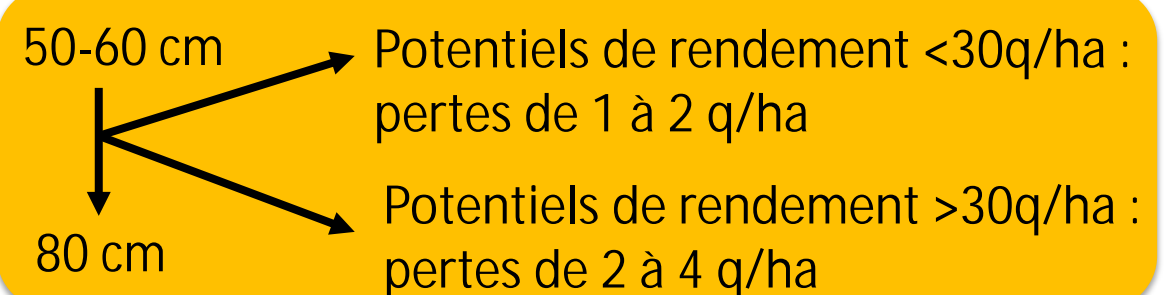 50-60 cm
80 cm
Potentiels de rendement <30q/ha :
pertes de 1 à 2 q/ha
Potentiels de rendement >30q/ha :
pertes de 2 à 4 q/ha